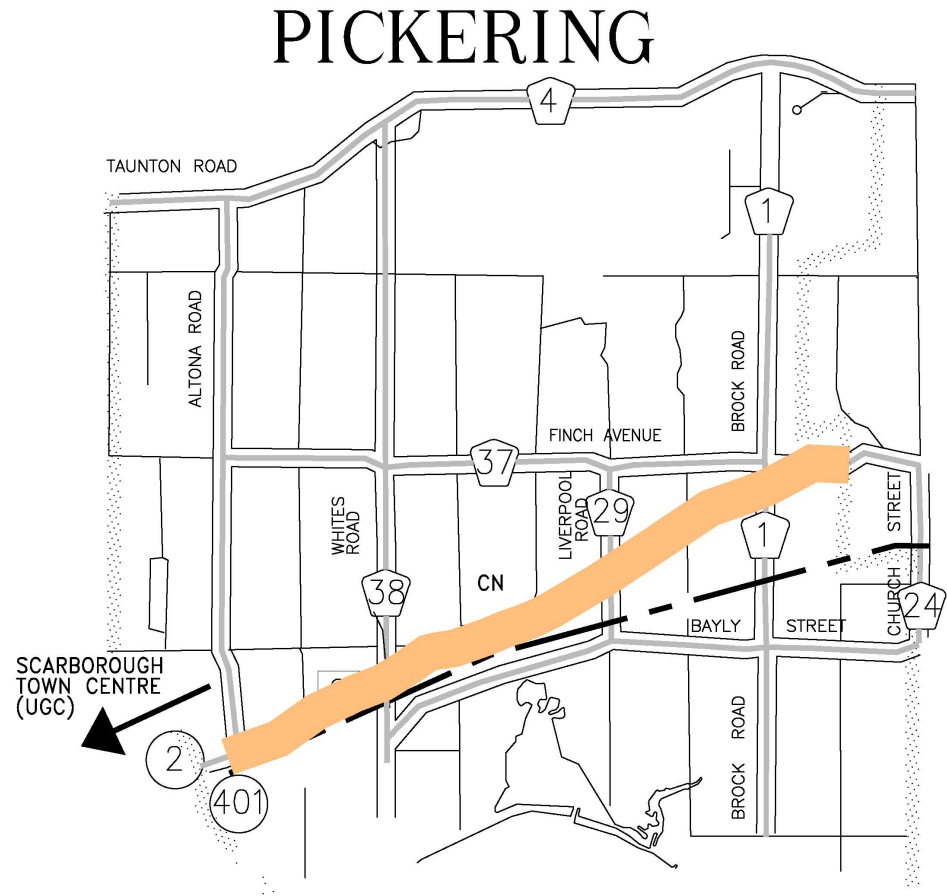 PICKERING
4
TAUNTON ROAD
1
ALTONA ROAD
BROCK ROAD
FINCH AVENUE
37
LIVERPOOL
ROAD
29
WHITES
ROAD
1
CHURCH STREET
38
CN
24
BAYLY STREET
SCARBOROUGH
TOWN CENTRE
(UGC)
BROCK ROAD
2
401